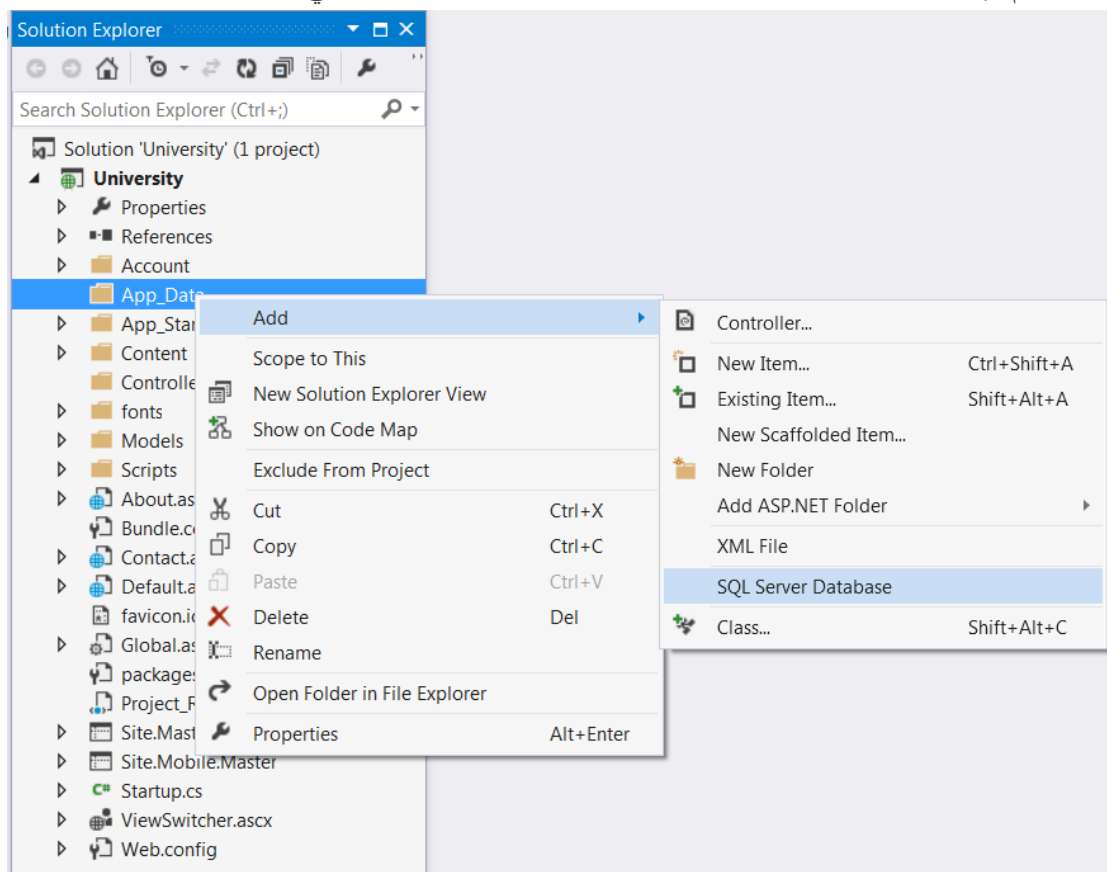 Solution Explorer
Search Solution Explorer (Ctrl+;)
Solution 'University' (1 project)
University
Properties
References
Account
App_Data
App_Star
Content
Controlle
fonts
Models
Scripts
About.as
Bundle.c
Contact.a
Default.a
favicon.ic
Global.as
packages
Project_R
Site.Mast
Site.Mobile.Master
Startup.cs
ViewSwitcher.ascx
Web.config
Add
Scope to This
New Solution Explorer View
Show on Code Map
Exclude From Project
Cut Ctrl+X
Copy Ctrl+C
Paste Ctrl+V
Delete Del
Rename
Open Folder in File Explorer
Properties Alt+Enter
Controller...
New Item... Ctrl+Shift+A
Existing Item... Shift+Alt+A
New Scaffolded Item...
New Folder
Add ASP.NET Folder
XML File
SQL Server Database
Class... Shift+Alt+C